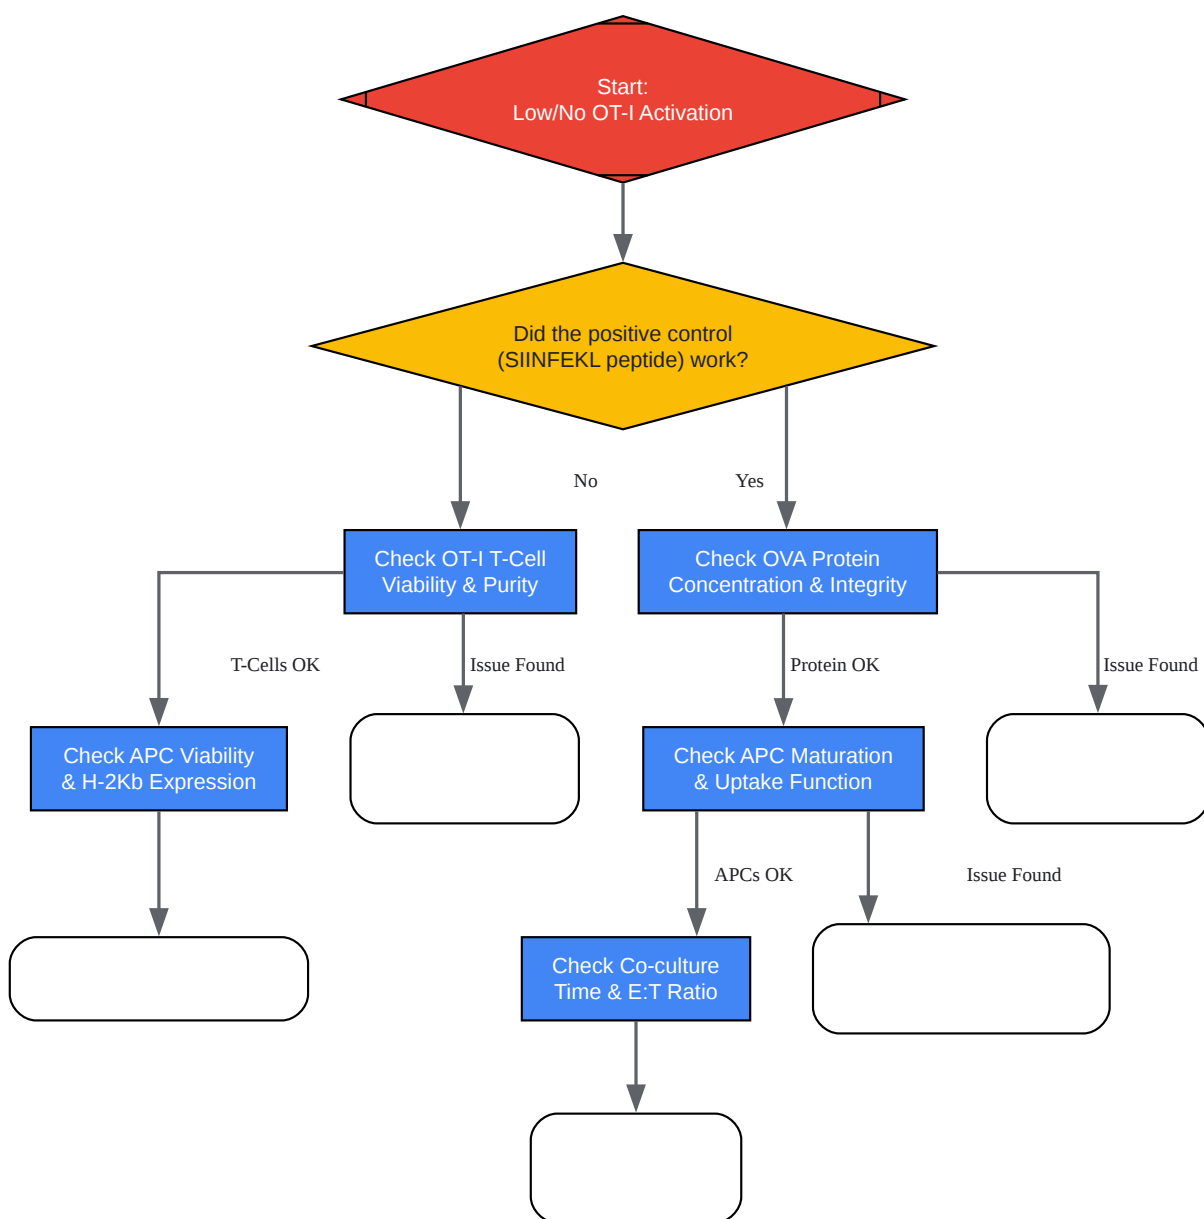 Start:
Low/No OT-I Activation
Did the positive control
(SIINFEKL peptide) work?
No
Yes
Check OT-I T-Cell
Viability & Purity
Check OVA Protein
Concentration & Integrity
T-Cells OK
Issue Found
Protein OK
Issue Found
Check APC Viability
& H-2Kb Expression
Check APC Maturation
& Uptake Function
APCs OK
Issue Found
Check Co-culture
Time & E:T Ratio